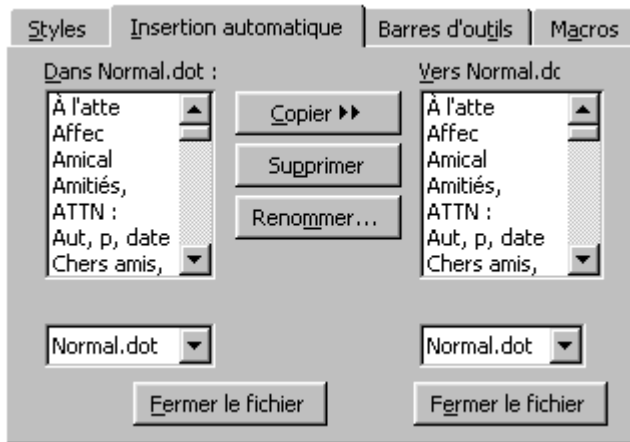 Styles
Insertion automatique
Barres d'outils
Macros
Dans Normal.dot :
À l'atte
Affec
Amical
Amitiés,
ATTN :
Aut, p, date
Chers amis,
Copier
Supprimer
Renommer...
Vers Normal.dc
À l'atte
Affec
Amical
Amitiés,
ATTN :
Aut, p, date
Chers amis,
Normal.dot
Normal.dot
Fermer le fichier
Fermer le fichier